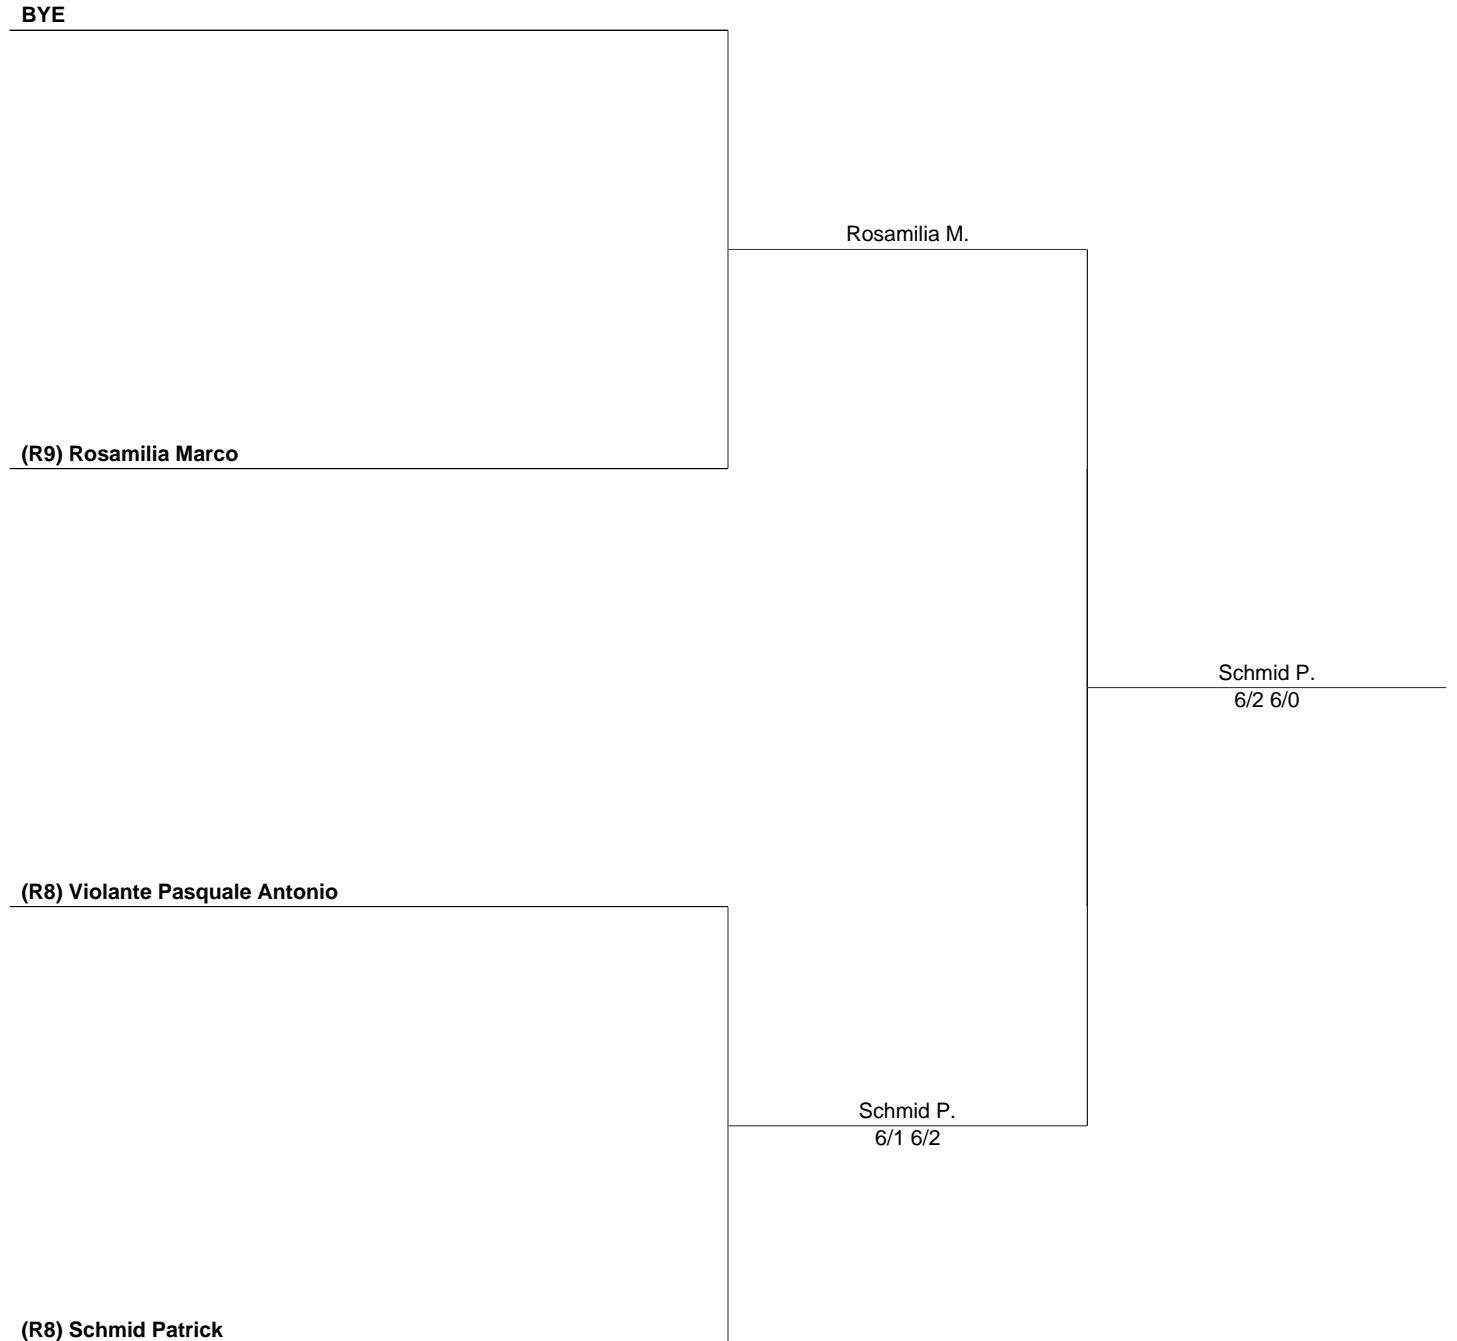 BYE
Rosamilia M.
(R9) Rosamilia Marco
Schmid P.
6/2 6/0
(R8) Violante Pasquale Antonio
Schmid P.
6/1 6/2
(R8) Schmid Patrick